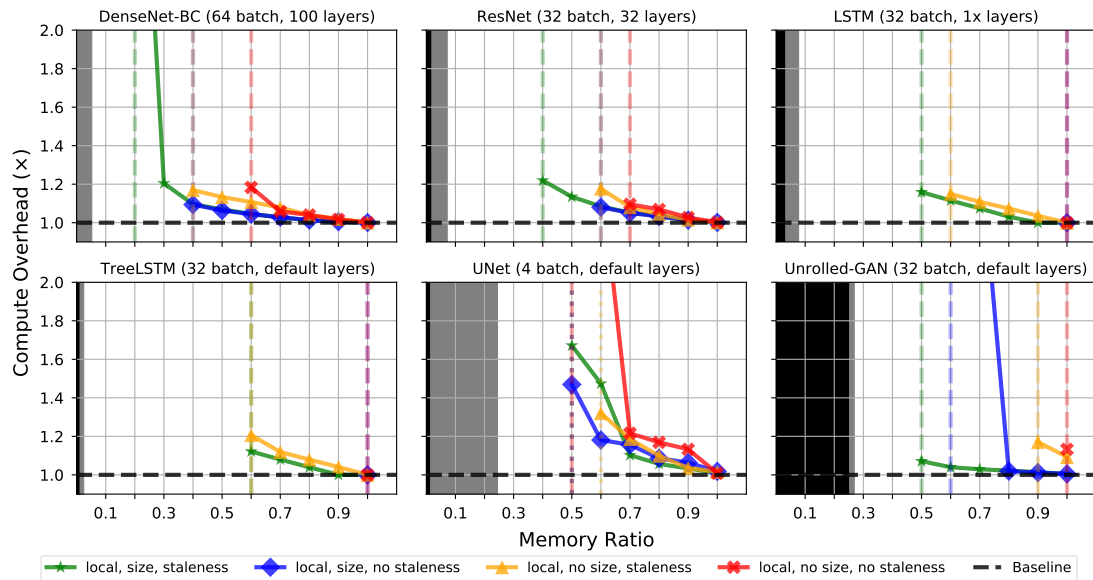 DenseNet-BC (64 batch, 100 layers)
ResNet (32 batch, 32 layers)
LSTM (32 batch, 1x layers)
2.0
1.8
1.6
1.4
1.2
1.0
TreeLSTM (32 batch, default layers)
UNet (4 batch, default layers)
Unrolled-GAN (32 batch, default layers)
2.0
1.8
1.6
1.4
1.2
1.0
Compute Overhead (×)
0.1 0.3 0.5 0.7 0.9
0.1 0.3 0.5 0.7 0.9
0.1 0.3 0.5 0.7 0.9
Memory Ratio
local, size, staleness
local, size, no staleness
local, no size, staleness
local, no size, no staleness
Baseline